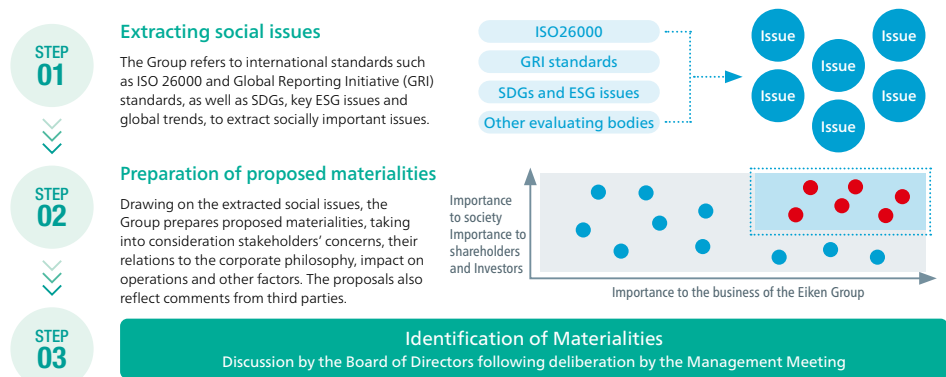 STEP
01
Extracting social issues
The Group refers to international standards such
as ISO 26000 and Global Reporting Initiative (GRI)
standards, as well as SDGs, key ESG issues and
global trends, to extract socially important issues.
ISO26000
GRI standards
SDGs and ESG issues
Other evaluating bodies
Issue
Issue
Issue
Issue
Issue
Issue
STEP
02
Preparation of proposed materialities
Drawing on the extracted social issues, the
Group prepares proposed materialities, taking
into consideration stakeholders’ concerns, their
relations to the corporate philosophy, impact on
operations and other factors. The proposals also
reflect comments from third parties.
Importance
to society
Importance to
shareholders
and Investors
Importance to the business of the Eiken Group
STEP
03
Identification of Materialities
Discussion by the Board of Directors following deliberation by the Management Meeting